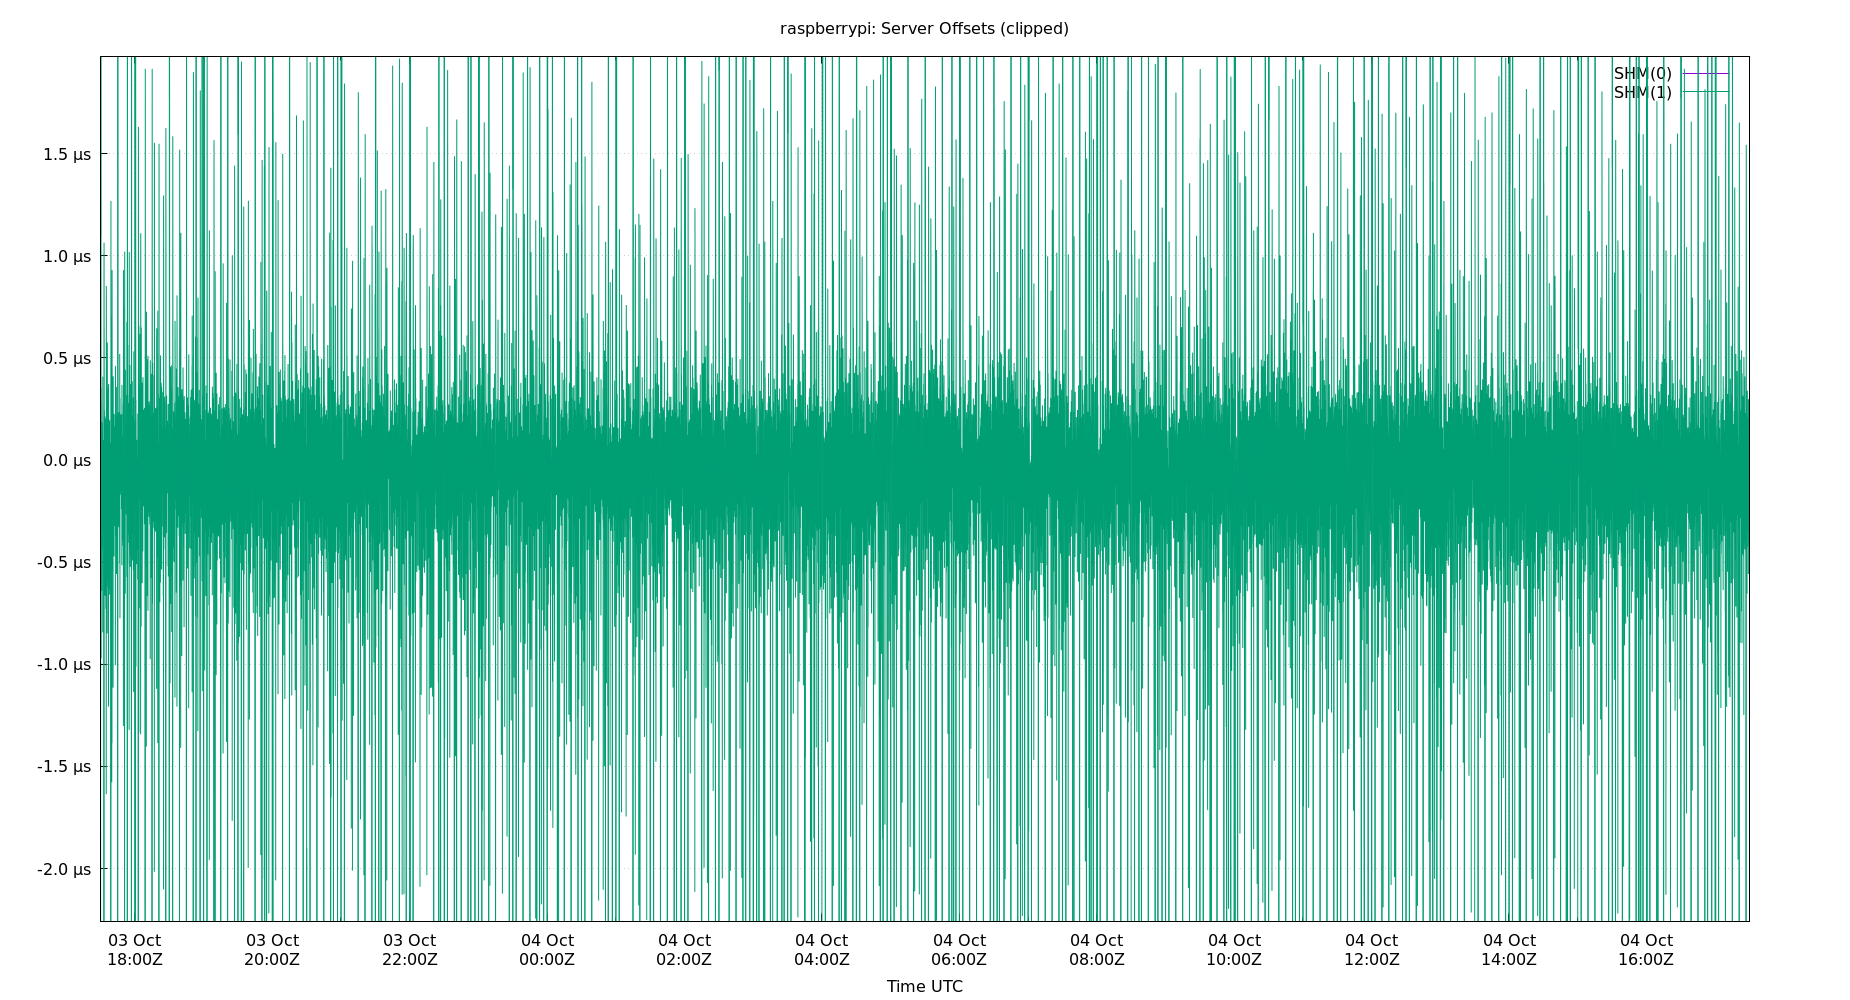 raspberrypi: Server Offsets (clipped)
SHM(0)
SHM(1)
1.5 µs
1.0 µs
0.5 µs
0.0 µs
-0.5 µs
-1.0 µs
-1.5 µs
-2.0 µs
03 Oct 03 Oct 03 Oct 04 Oct 04 Oct 04 Oct 04 Oct 04 Oct 04 Oct 04 Oct 04 Oct 04 Oct
18:00Z 20:00Z 22:00Z 00:00Z 02:00Z 04:00Z 06:00Z 08:00Z 10:00Z 12:00Z 14:00Z 16:00Z
Time UTC